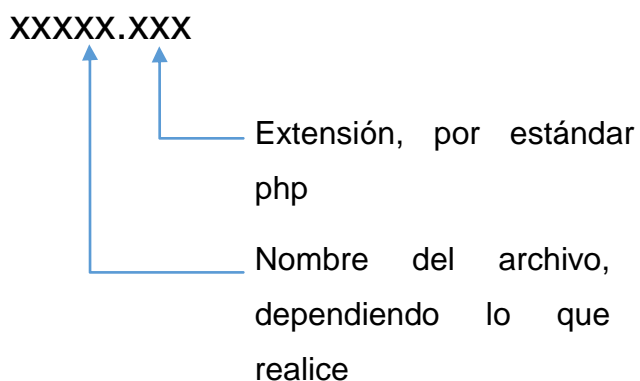 xxxxx.xxx
Extensión, por estándar
php
Nombre del archivo,
dependiendo lo que
realice